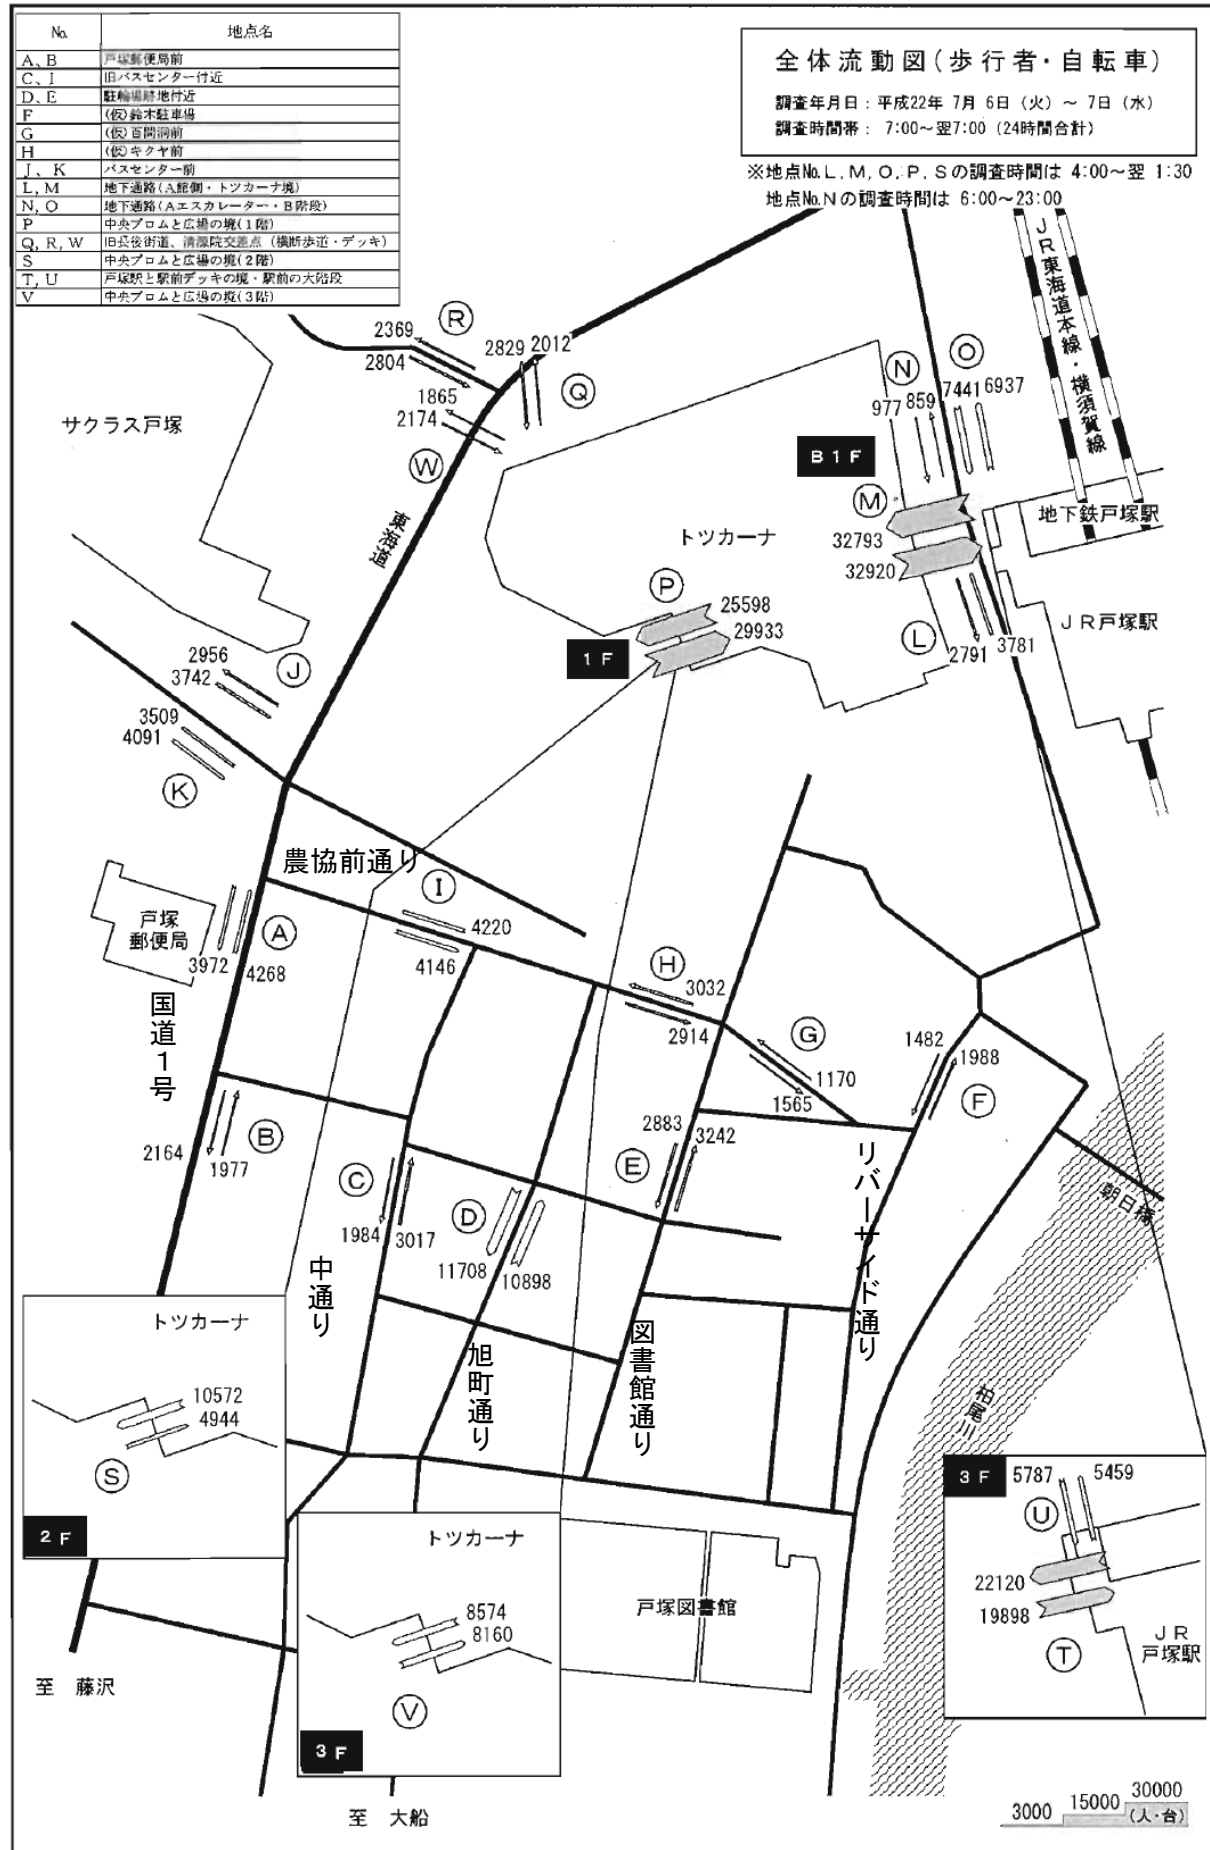 No. 地点名
A, B 戸塚郵便局前
C, I 旧バスセンター付近
D, E 駐輪場跡地付近
F (仮)鈴木駐車場
G (仮)百間洞前
H (仮)キクヤ前
J, K バスセンター前
L, M 地下通路(A館側・トツカーナ境)
N, O 地下通路(Aエスカレーター・B階段)
P 中央プロムと広場の境(1階)
Q, R, W 旧長後街道、清源院交差点 (横断歩道・デッキ)
S 中央プロムと広場の境(2階)
T, U 戸塚駅と駅前デッキの境・駅前の大階段
V 中央プロムと広場の境(3階)
全体流動図(歩行者・自転車)
調査年月日:平成22年 7月 6日 (火) ~ 7日 (水)
調査時間帯: 7:00~翌7:00 (24時間合計)
※地点No.L, M, O, P, Sの調査時間は 4:00~翌 1:30
地点No.Nの調査時間は 6:00~23:00
JR東海道本線・横須賀線
R
2369
2804
2829 2012
Q
1865
2174
W
サクラス戸塚
東海道
N
O
977 859 7441 6937
B1F
M
32793
32920
トツカーナ
地下鉄戸塚駅
JR戸塚駅
P
25598
29933
1F
L
2791 3781
J
2956
3742
3509
4091
K
農協前通り
I
4220
4146
戸塚
郵便局
A
3972
4268
国道1号
H
3032
2914
G
1170
1565
1482
1988
F
B
2164
1977
C
1984
3017
D
11708
10898
E
2883
3242
リバーサイド通り
朝日橋
中通り
旭町通り
図書館通り
柏尾川
トツカーナ
10572
4944
S
2F
トツカーナ
8574
8160
V
3F
戸塚図書館
3F
5787 5459
U
22120
19898
T
JR
戸塚駅
至 藤沢
至 大船
3000 15000 30000
(人・台)